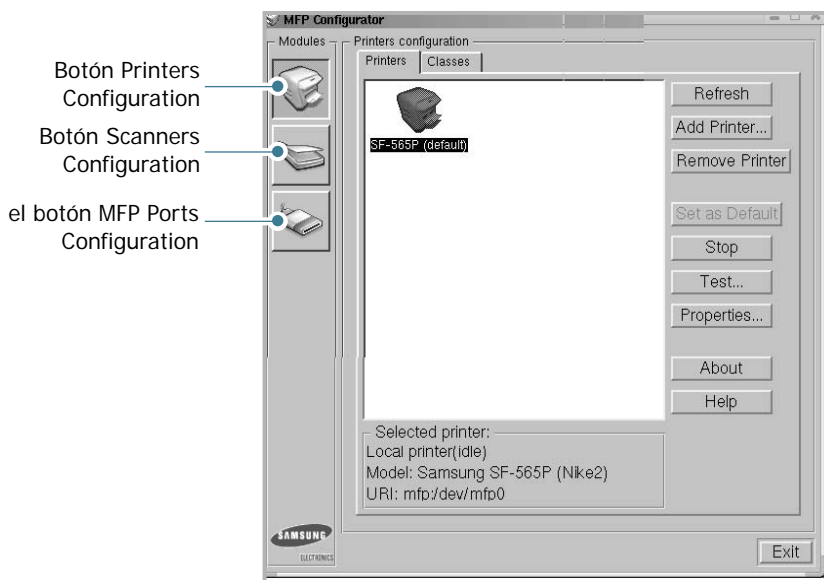 MFP Configurator
Modules
Printers configuration
Printers
Classes
Botón Printers
Configuration
Botón Scanners
Configuration
el botón MFP Ports
Configuration
SF-565P (default)
Refresh
Add Printer...
Remove Printer
Set as Default
Stop
Test...
Properties...
About
Help
Selected printer:
Local printer(idle)
Model: Samsung SF-565P (Nike2)
URI: mfp:/dev/mfp0
SAMSUNG
ELECTRONICS
Exit